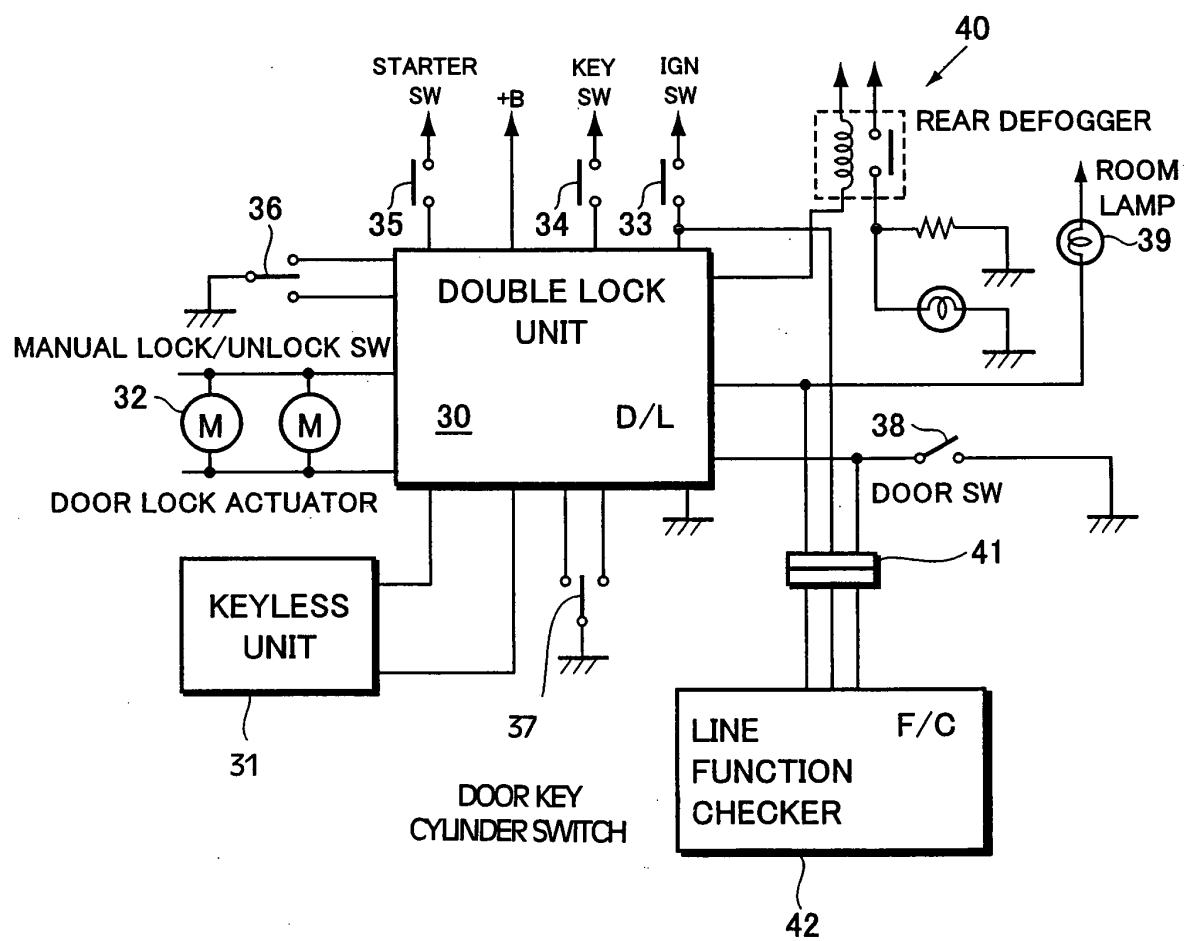 40
STARTER
SW
+B
KEY
SW
IGN
SW
REAR DEFOGGER
ROOM
LAMP
35
34
33
39
36
DOUBLE LOCK
UNIT
MANUAL LOCK/UNLOCK SW
32
M
M
30
D/L
38
DOOR LOCK ACTUATOR
DOOR SW
41
KEYLESS
UNIT
37
31
LINE
FUNCTION
CHECKER
F/C
DOOR KEY
CYLINDER SWITCH
42